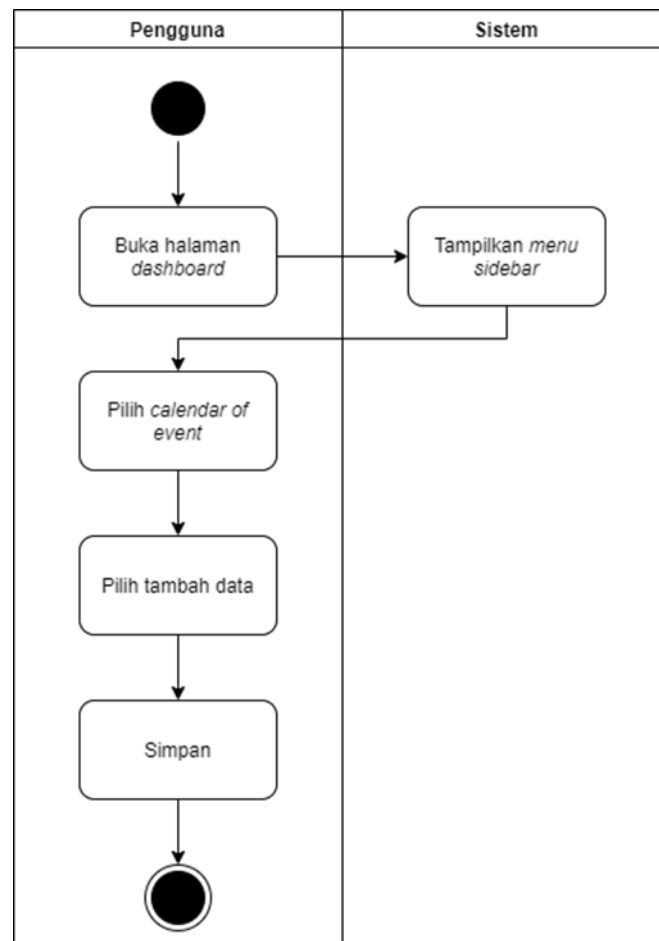 Pengguna
Sistem
Buka halaman
dashboard
Tampilkan menu
sidebar
Pilih calendar of
event
Pilih tambah data
Simpan